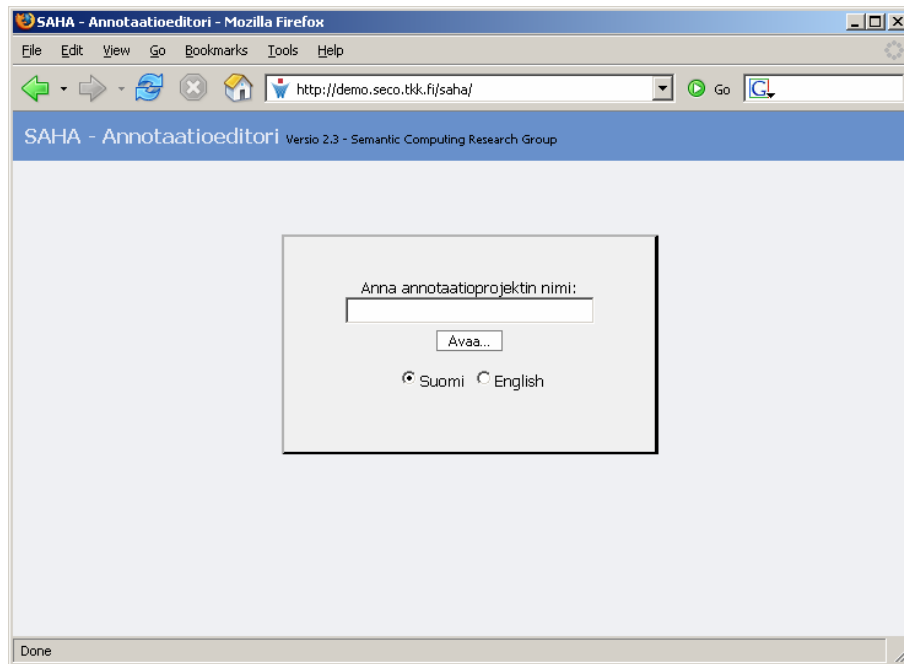 SAHA - Annotaatioeditori - Mozilla Firefox
File Edit View Go Bookmarks Tools Help
http://demo.seco.tkk.fi/saha/ Go G
SAHA - Annotaatioeditori Versio 2.3 - Semantic Computing Research Group
Anna annotaatioprojektin nimi:
Avaa...
Suomi English
Done